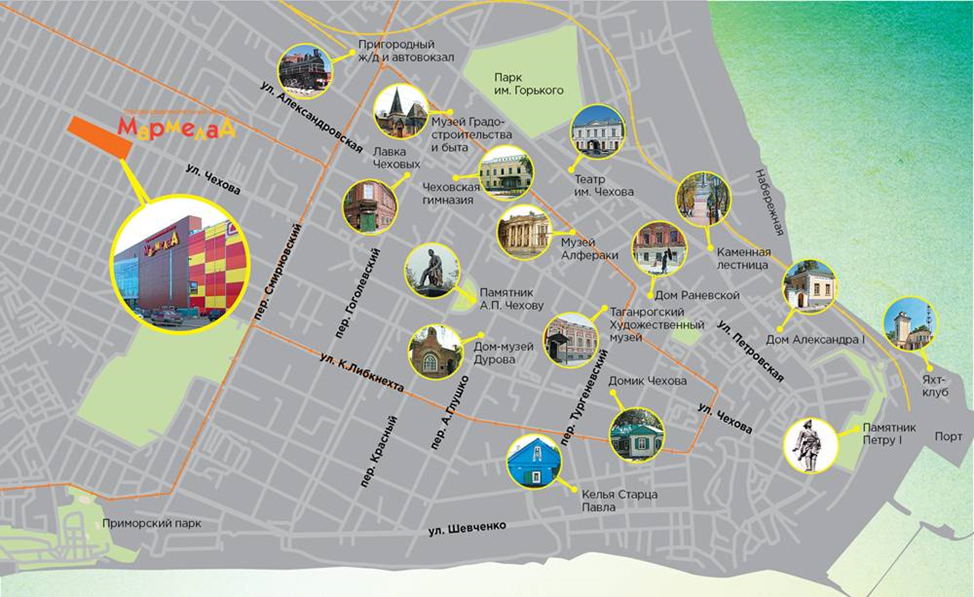 Пригородный
ж/д и автовокзал
Парк
им. Горького
ул. Александровская
Мармелад
Музей Градо-
строительства
и быта
Лавка
Чеховых
ул. Чехова
Чеховская
гимназия
Театр
им. Чехова
Набережная
Мармелад
Музей
Алфераки
Каменная
лестница
пер. Смирновский
пер. Гоголевский
Памятник
А.П. Чехову
Дом Раневской
Таганрогский
Художественный
музей
ул. Петровская
Дом Александра I
Дом-музей
Дурова
ул. К.Либкнехта
Яхт-
клуб
Домик Чехова
пер. А.Глушко
пер. Тургеневский
ул. Чехова
пер. Красный
Памятник
Петру I
Порт
Келья Старца
Павла
Приморский парк
ул. Шевченко